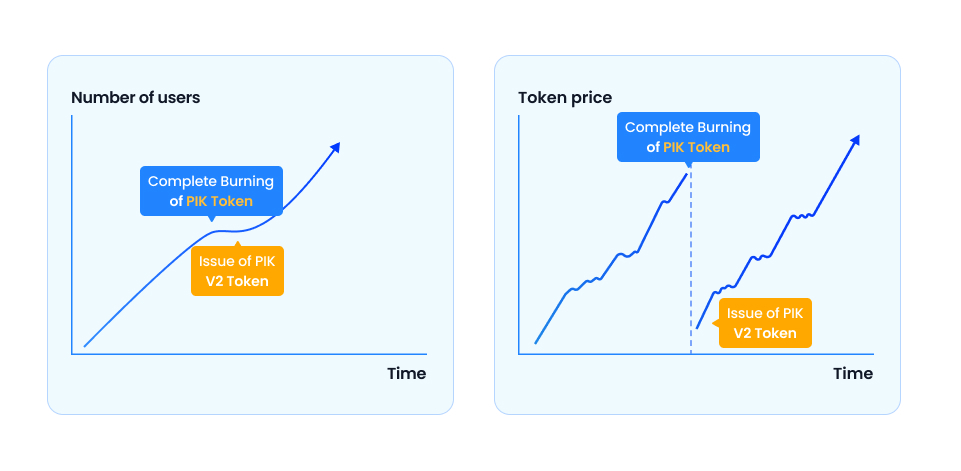 Number of users
Complete Burning
of PIK Token
Issue of PIK
V2 Token
Time
Token price
Complete Burning
of PIK Token
Issue of PIK
V2 Token
Time